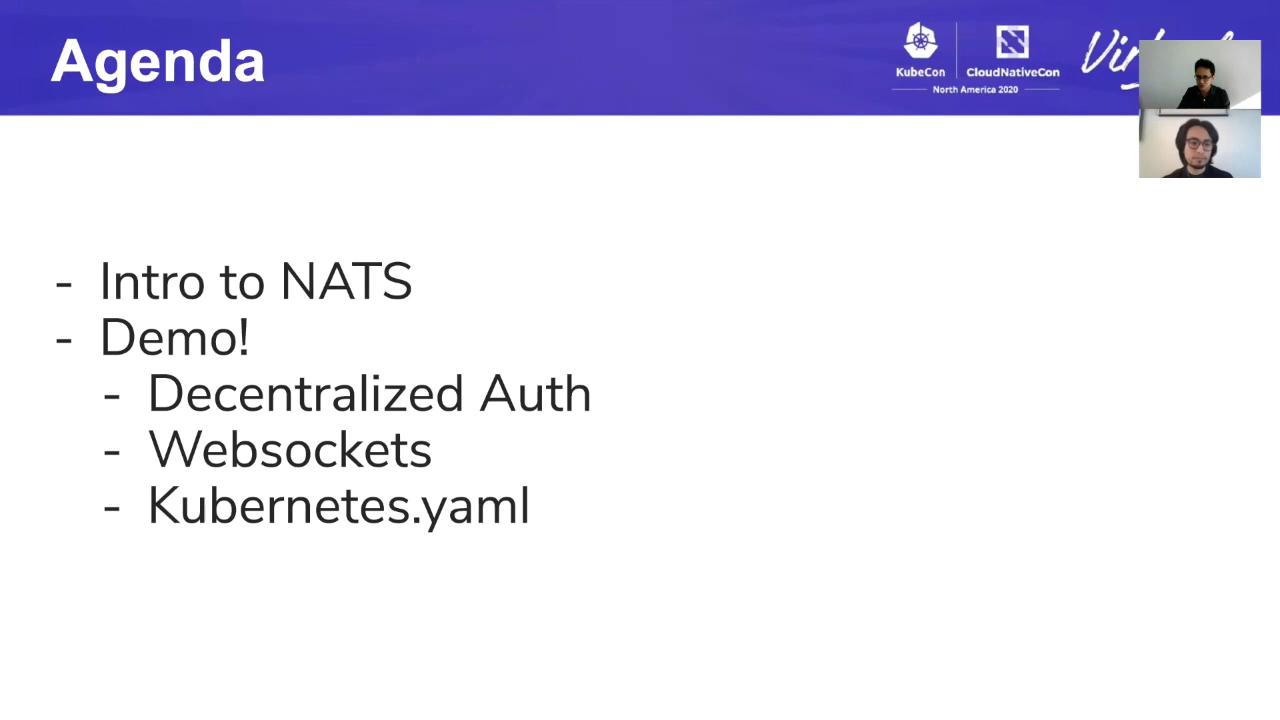 Agenda
KubeCon
CloudNativeCon
North America 2020
- Intro to NATS
- Demo!
- Decentralized Auth
- Websockets
- Kubernetes.yaml